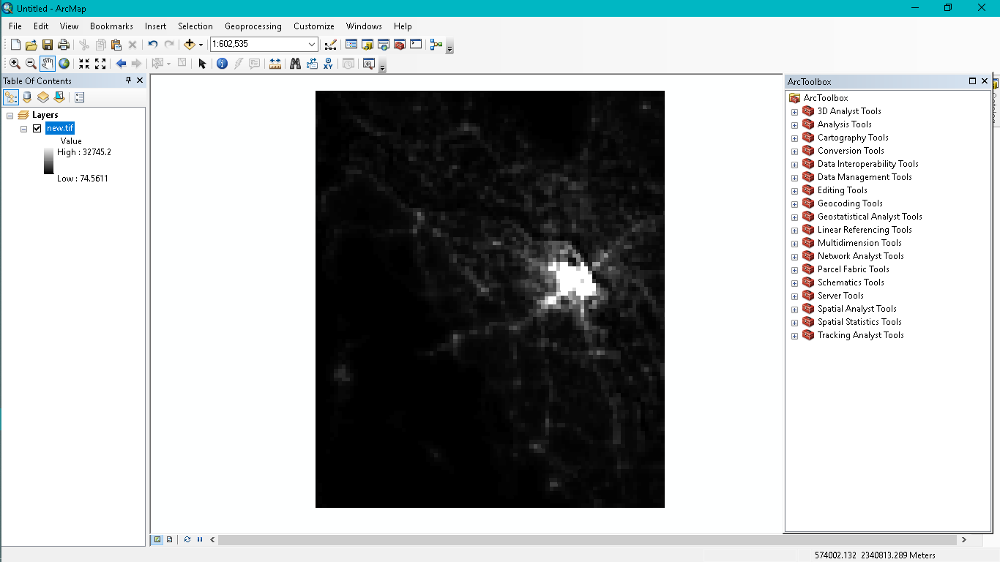 Untitled - ArcMap
File Edit View Bookmarks Insert Selection Geoprocessing Customize Windows Help
1:602,535
XY
Table Of Contents
ArcToolbox
Layers
new.tif
Value
High : 32745.2
Low : 74.5611
ArcToolbox
3D Analyst Tools
Analysis Tools
Cartography Tools
Conversion Tools
Data Interoperability Tools
Data Management Tools
Editing Tools
Geocoding Tools
Geostatistical Analyst Tools
Linear Referencing Tools
Multidimension Tools
Network Analyst Tools
Parcel Fabric Tools
Schematics Tools
Server Tools
Spatial Analyst Tools
Spatial Statistics Tools
Tracking Analyst Tools
574002.132 2340813.289 Meters